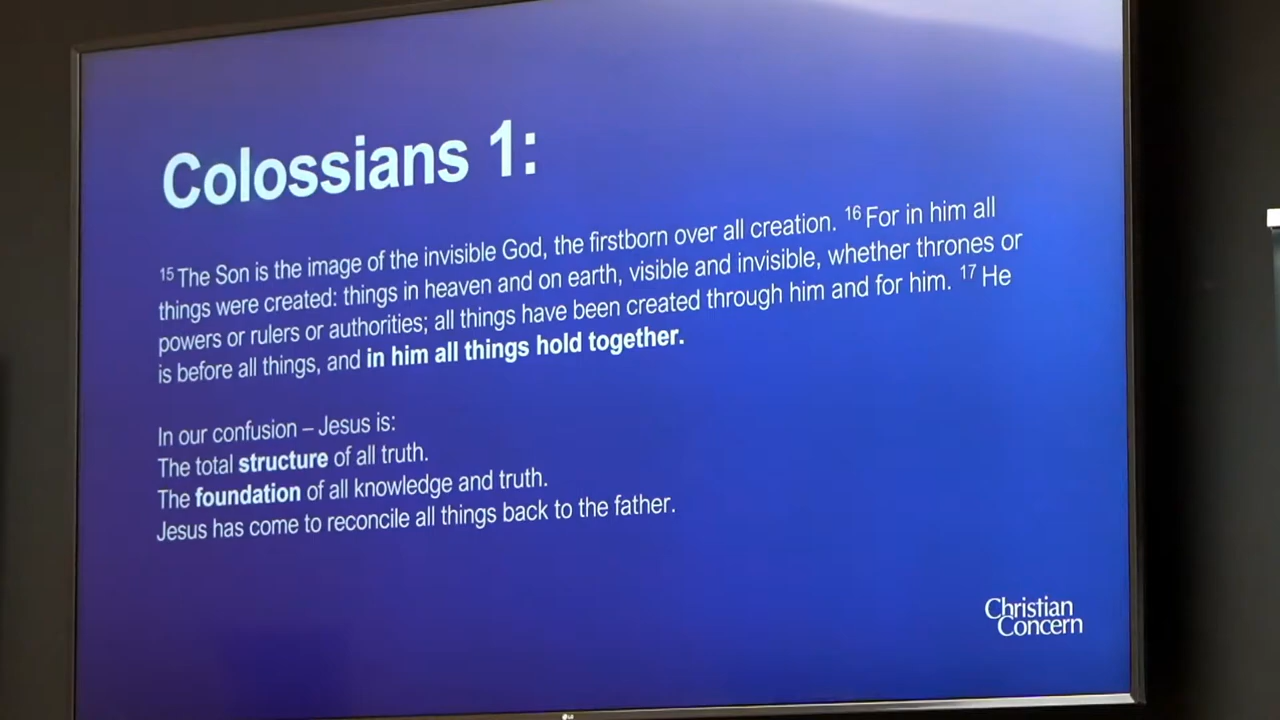 Colossians 1:
15 The Son is the image of the invisible God, the firstborn over all creation. 16 For in him all
things were created: things in heaven and on earth, visible and invisible, whether thrones or
powers or rulers or authorities; all things have been created through him and for him. 17 He
is before all things, and in him all things hold together.
In our confusion – Jesus is:
The total structure of all truth.
The foundation of all knowledge and truth.
Jesus has come to reconcile all things back to the father.
Christian
Concern